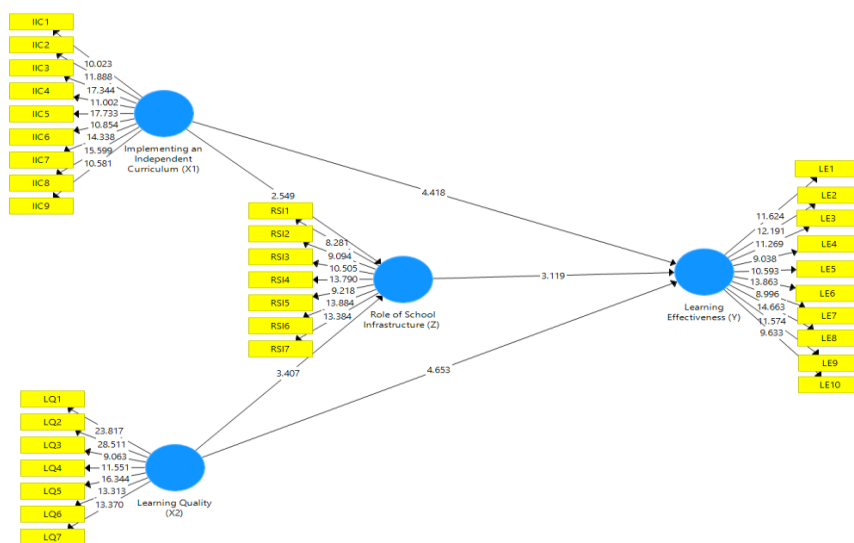 IIC1
IIC2
IIC3
IIC4
IIC5
IIC6
IIC7
IIC8
IIC9
10.023
11.888
17.344
11.002
17.733
10.854
14.338
15.599
10.581
Implementing an
Independent
Curriculum (X1)
2.549
4.418
RSI1
RSI2
RSI3
RSI4
RSI5
RSI6
RSI7
8.281
9.094
10.505
13.790
9.218
13.884
13.384
Role of School
Infrastructure (Z)
3.119
LE1
LE2
LE3
LE4
LE5
LE6
LE7
LE8
LE9
LE10
11.624
12.191
11.269
9.038
10.593
13.863
8.996
14.663
11.574
9.633
Learning
Effectiveness (Y)
3.407
4.653
LQ1
LQ2
LQ3
LQ4
LQ5
LQ6
LQ7
23.817
28.511
9.063
11.551
16.344
13.313
13.370
Learning Quality
(X2)